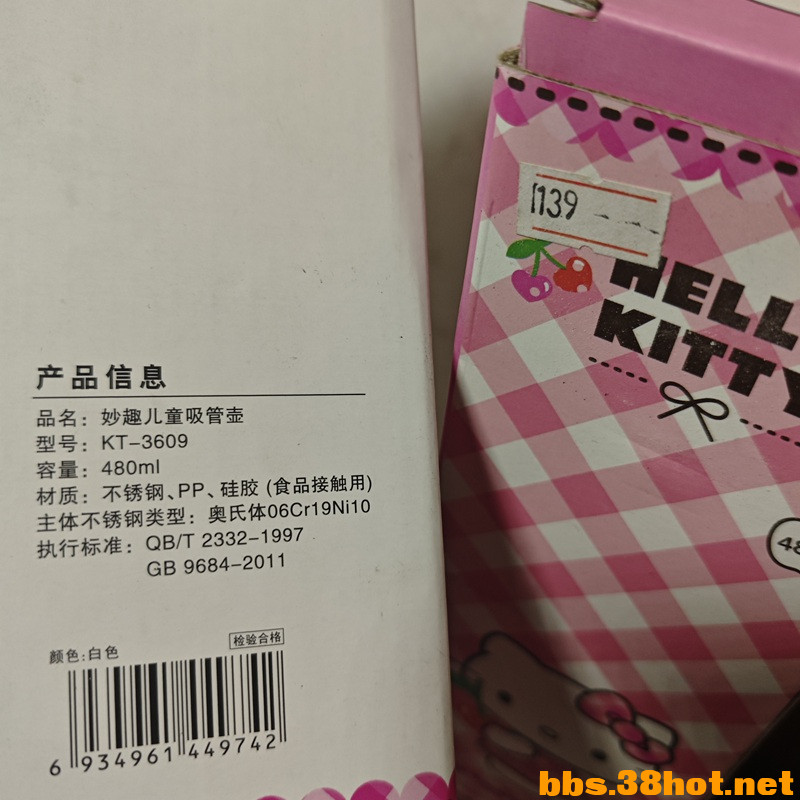 产品信息
品名：妙趣儿童吸管壶
型号：KT-3609
容量：480ml
材质：不锈钢、PP、硅胶 (食品接触用)
主体不锈钢类型：奥氏体06Cr19Ni10
执行标准：QB/T 2332-1997
GB 9684-2011
颜色:白色
检验合格
6 934961 449742
1139
HELL
KITTY
48
bbs.38hot.net